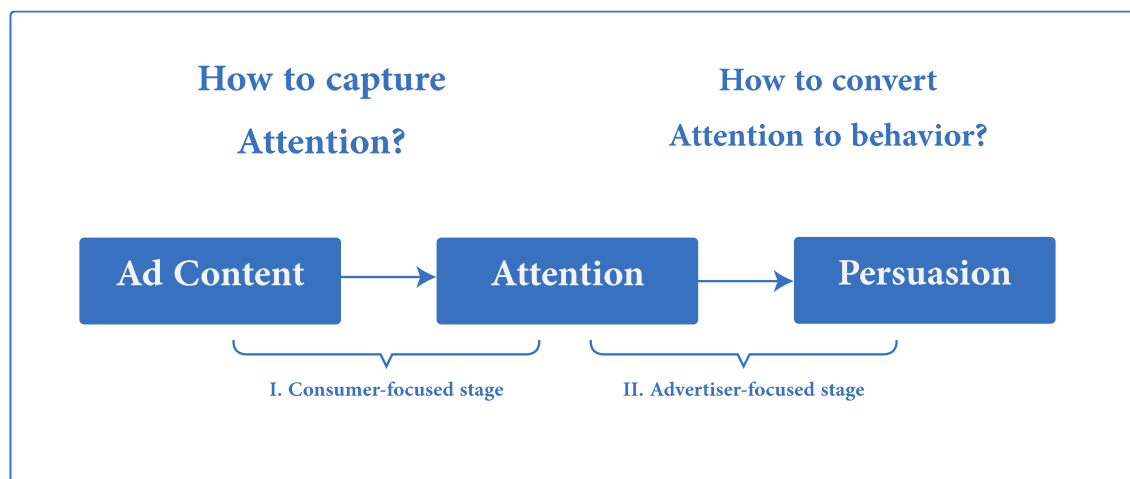 How to capture
Attention?
How to convert
Attention to behavior?
Ad Content
Attention
Persuasion
I. Consumer-focused stage
II. Advertiser-focused stage